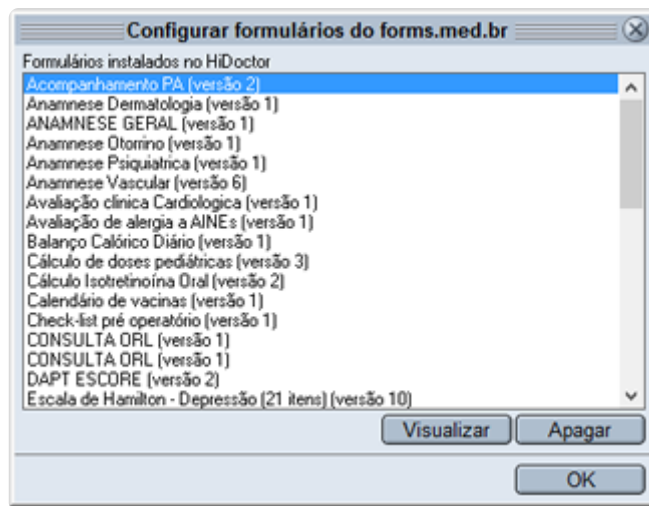 Configurar formulários do forms.med.br
Formulários instalados no HiDoctor
Acompanhamento PA (versão 2)
Anamnese Dermatologia (versão 1)
ANAMNESE GERAL (versão 1)
Anamnese Otorrino (versão 1)
Anamnese Psiquiatrica (versão 1)
Anamnese Vascular (versão 6)
Avaliação clinica Cardiologica (versão 1)
Avaliação de alergia a AINEs (versão 1)
Balanço Calórico Diário (versão 1)
Cálculo de doses pediátricas (versão 3)
Cálculo Isotretinoína Oral (versão 2)
Calendário de vacinas (versão 1)
Check-list pré operatório (versão 1)
CONSULTA ORL (versão 1)
CONSULTA ORL (versão 1)
DAPT ESCORE (versão 2)
Escala de Hamilton - Depressão (21 itens) (versão 10)
Visualizar Apagar
OK